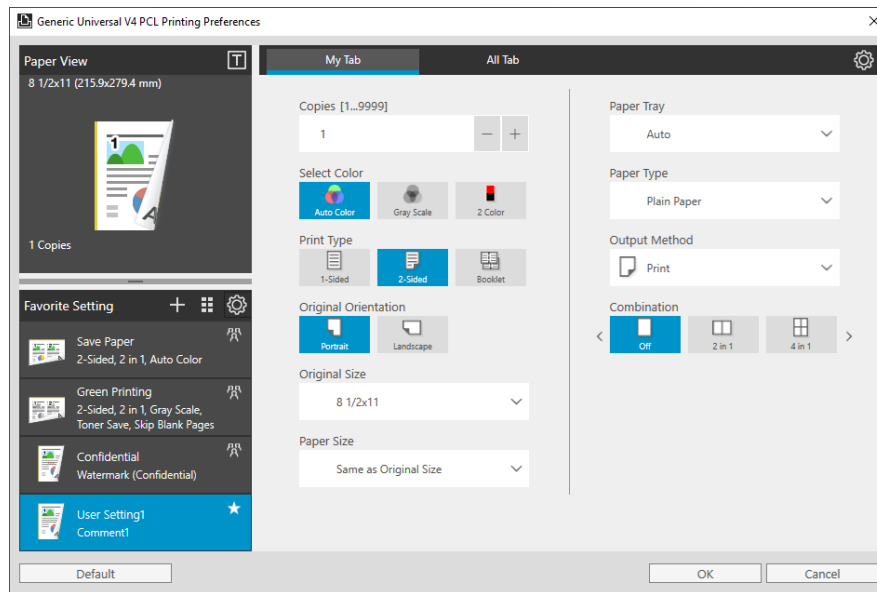 Generic Universal V4 PCL Printing Preferences
Paper View
T
8 1/2x11 (215.9x279.4 mm)
1
A
1 Copies
Favorite Setting
Save Paper
2-Sided, 2 in 1, Auto Color
Green Printing
2-Sided, 2 in 1, Gray Scale,
Toner Save, Skip Blank Pages
Confidential
Watermark (Confidential)
User Setting1
Comment1
Default
My Tab
All Tab
Copies [1...9999]
1
Select Color
Auto Color
Gray Scale
2 Color
Print Type
1-Sided
2-Sided
Booklet
Original Orientation
Portrait
Landscape
Original Size
8 1/2x11
Paper Size
Same as Original Size
Paper Tray
Auto
Paper Type
Plain Paper
Output Method
Print
Combination
Off
2 in 1
4 in 1
OK
Cancel